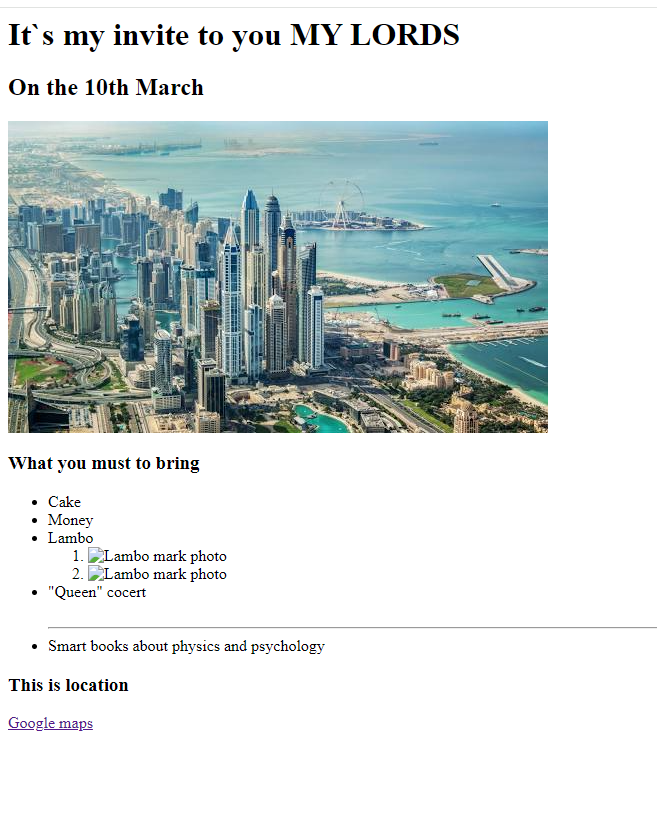 It`s my invite to you MY LORDS
On the 10th March
What you must to bring
Cake
Money
Lambo
1. Lambo mark photo
2. Lambo mark photo
"Queen" cocert
Smart books about physics and psychology
This is location
Google maps